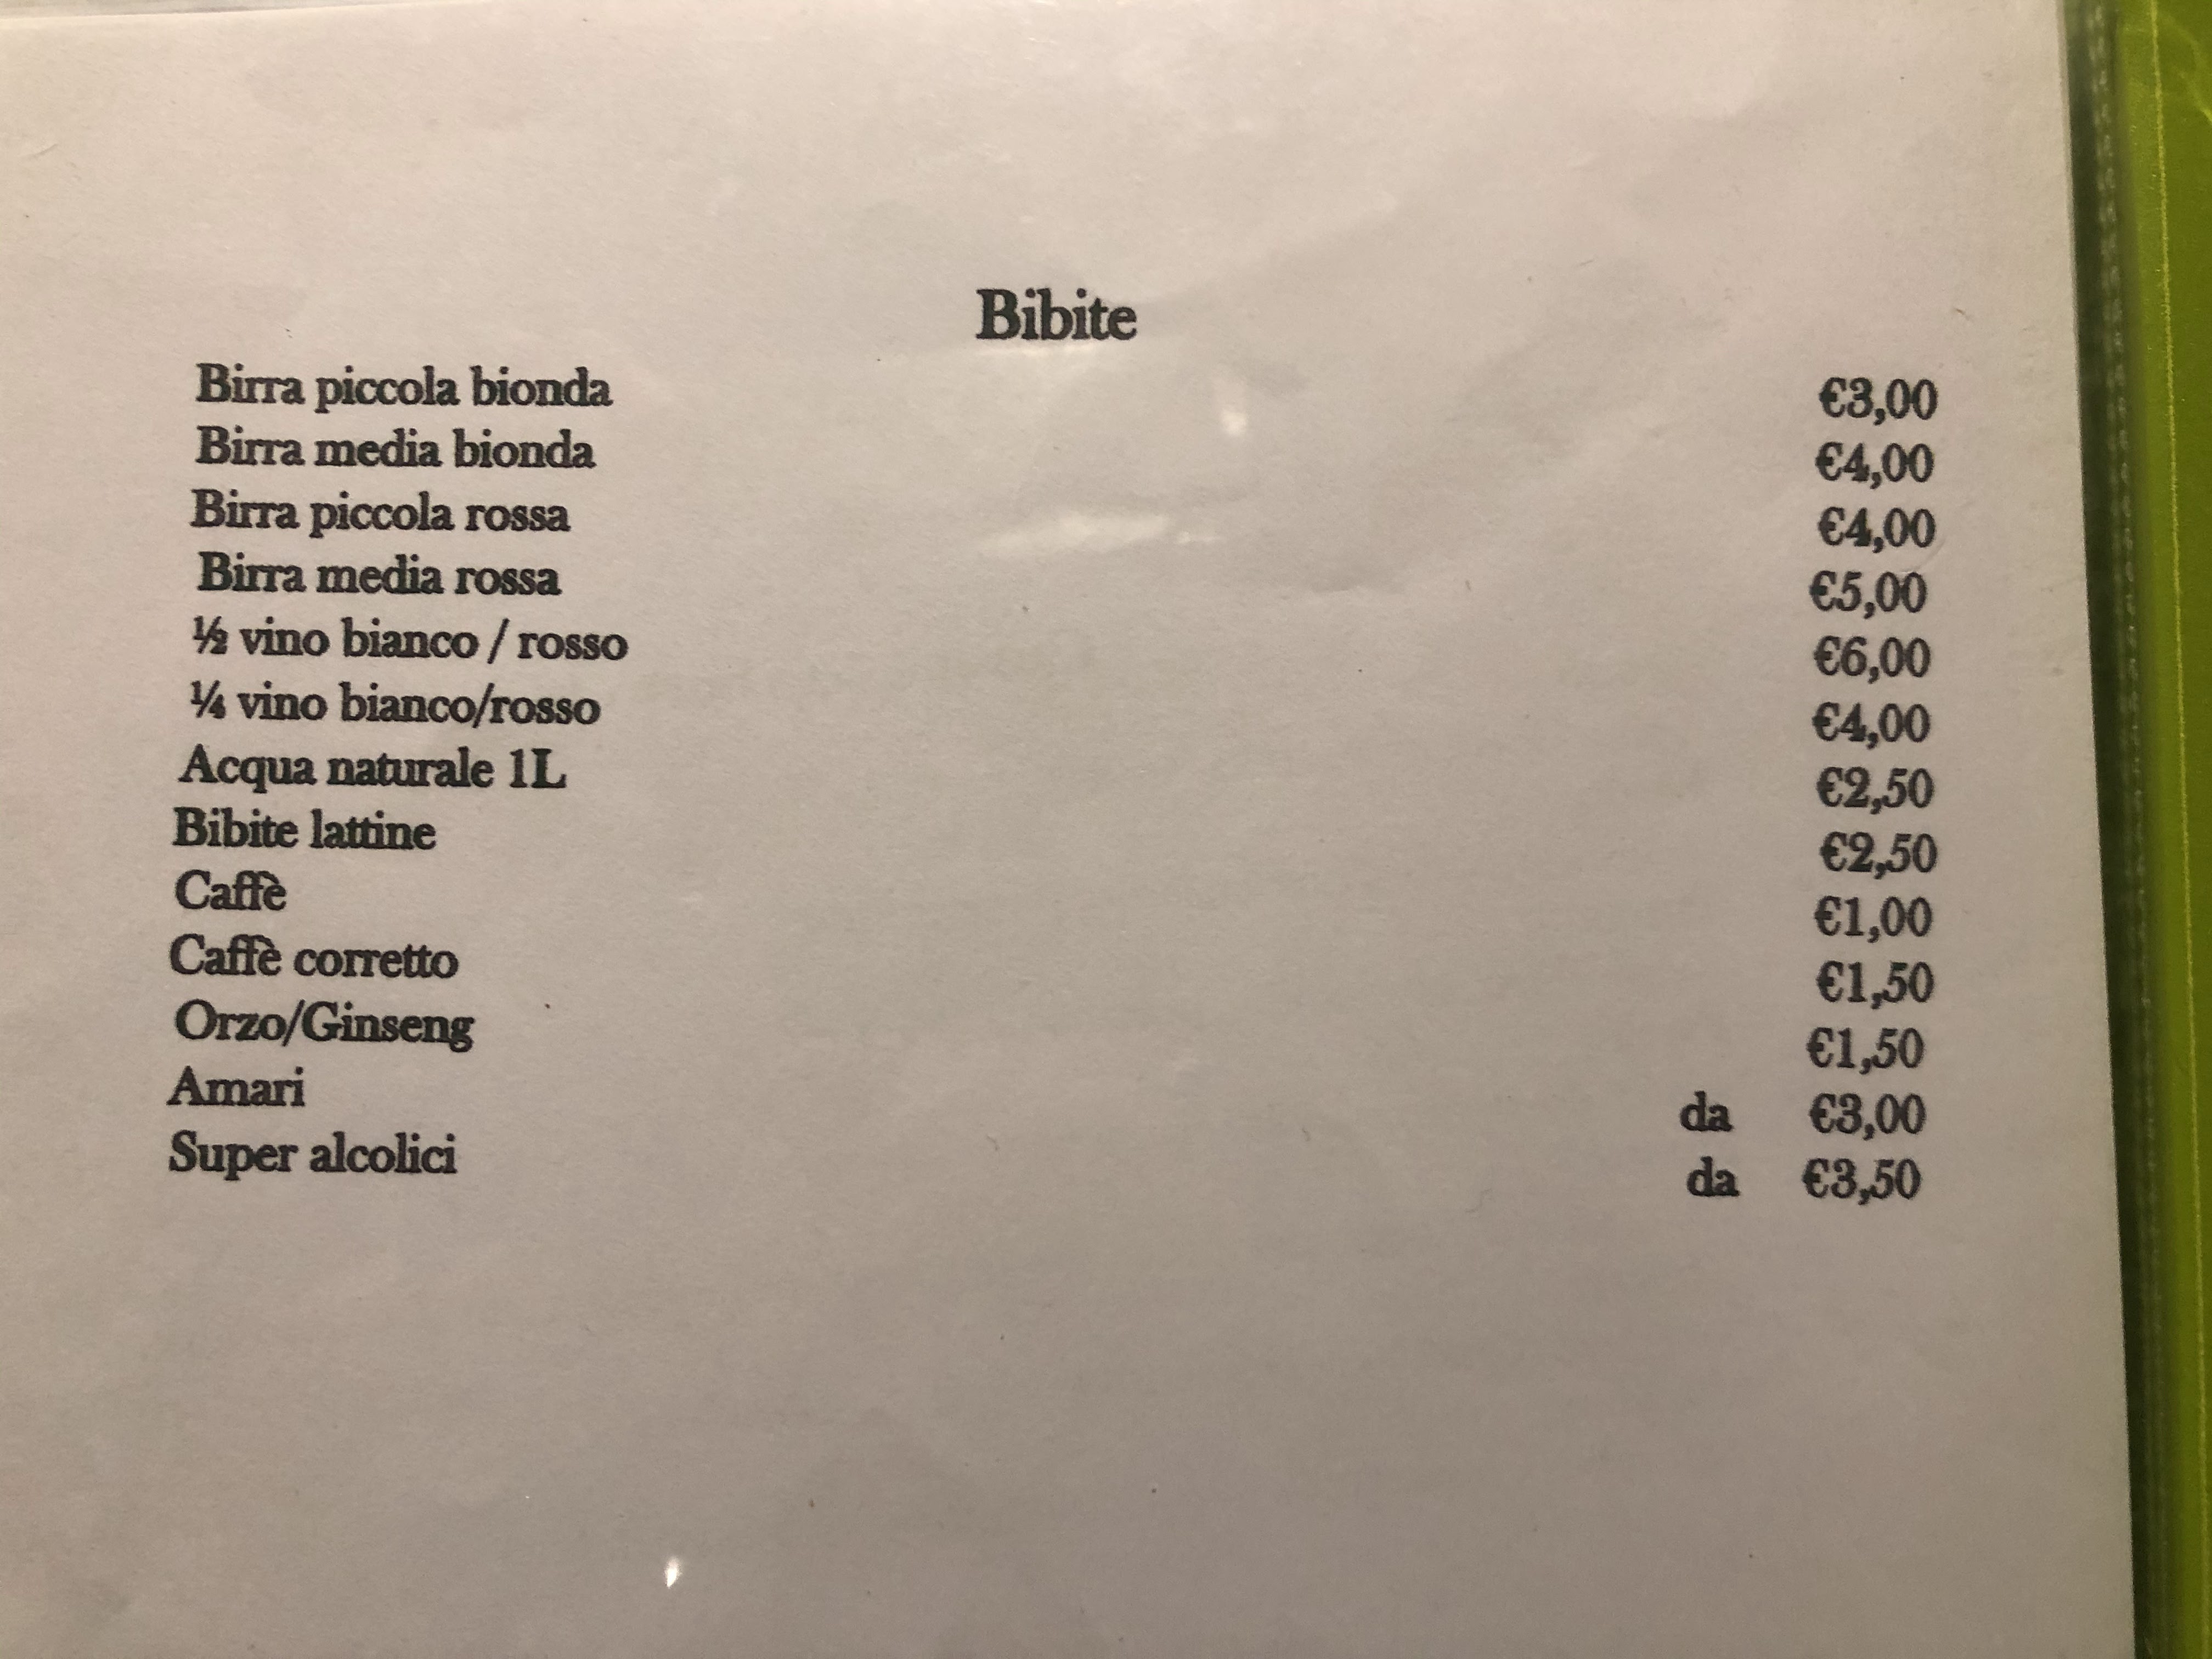 Bibite
Birra piccola bionda €3,00
Birra media bionda €4,00
Birra piccola rossa €4,00
Birra media rossa €5,00
½ vino bianco / rosso €6,00
¼ vino bianco/rosso €4,00
Acqua naturale 1L €2,50
Bibite lattine €2,50
Caffè €1,00
Caffè corretto €1,50
Orzo/Ginseng €1,50
Amari da €3,00
Super alcolici da €3,50